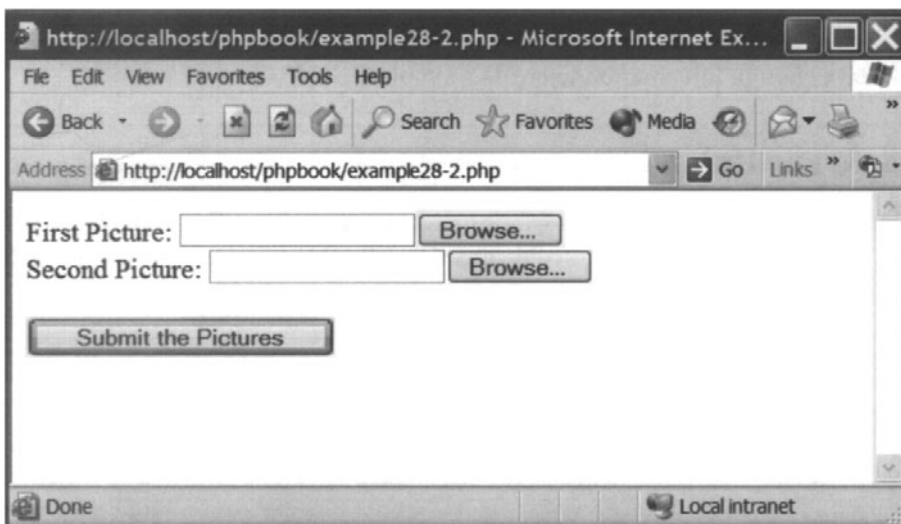 http://localhost/phpbook/example28-2.php - Microsoft Internet Ex...
File Edit View Favorites Tools Help
Back Search Favorites Media »
Address http://localhost/phpbook/example28-2.php Go Links »
First Picture: Browse...
Second Picture: Browse...
Submit the Pictures
Done Local intranet